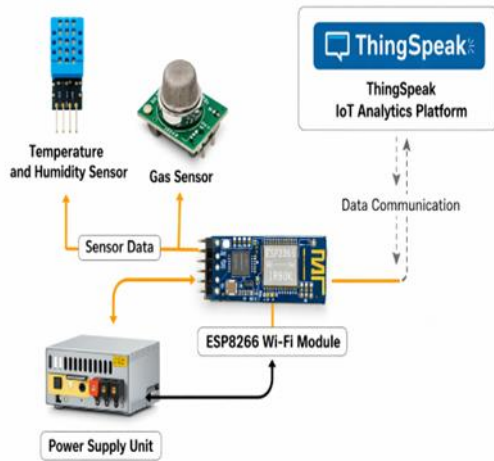 ThingSpeak
ThingSpeak
IoT Analytics Platform
Temperature
and Humidity Sensor
Gas Sensor
Data Communication
Sensor Data
ESP8266
ESP8266 Wi-Fi Module
Power Supply Unit